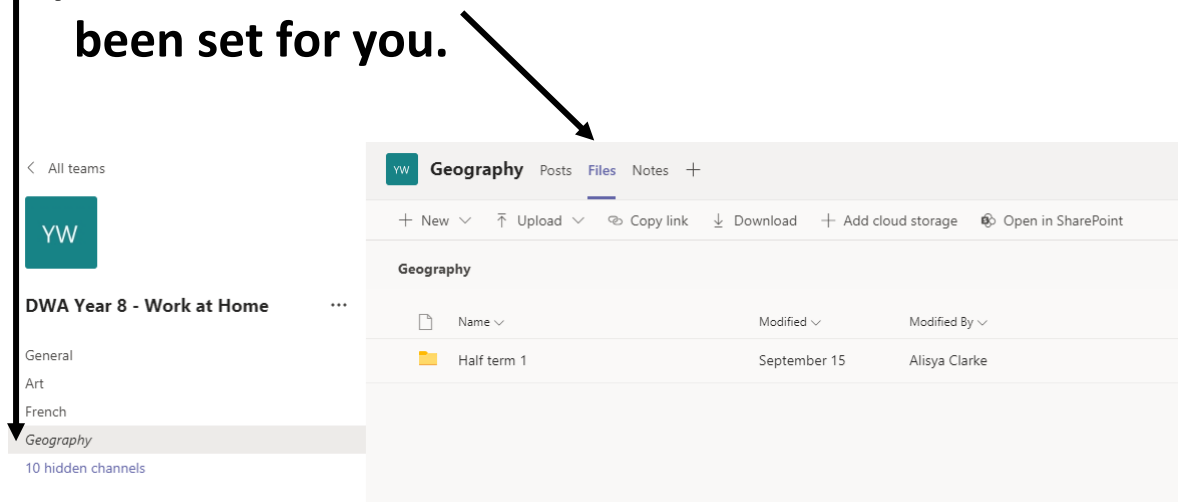 been set for you.
All teams
YW
DWA Year 8 - Work at Home ...
General
Art
French
Geography
10 hidden channels
YW Geography Posts Files Notes +
+ New Upload Copy link Download + Add cloud storage Open in SharePoint
Geography
Name Modified Modified By
Half term 1 September 15 Alisya Clarke